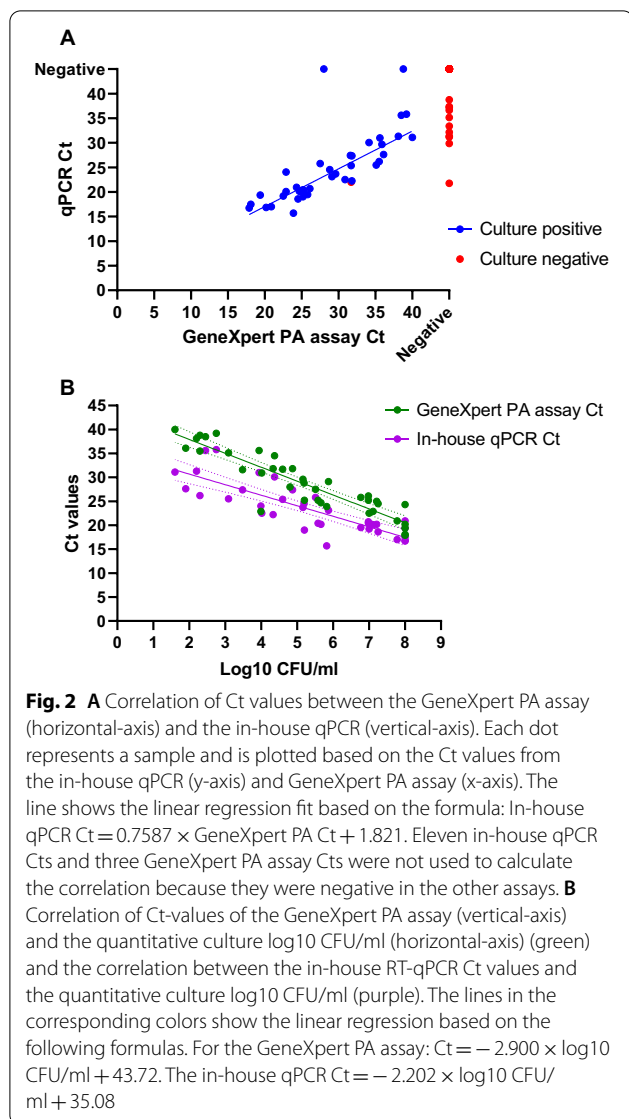 A
Negative
45
40
35
30
25
20
15
10
5
0
qPCR Ct
0 5 10 15 20 25 30 35 40 Negative
GeneXpert PA assay Ct
Culture positive
Culture negative
B
45
40
35
30
25
20
15
10
5
0
Ct values
0 1 2 3 4 5 6 7 8 9
Log10 CFU/ml
GeneXpert PA assay Ct
In-house qPCR Ct
Fig. 2 A Correlation of Ct values between the GeneXpert PA assay
(horizontal-axis) and the in-house qPCR (vertical-axis). Each dot
represents a sample and is plotted based on the Ct values from
the in-house qPCR (y-axis) and GeneXpert PA assay (x-axis). The
line shows the linear regression fit based on the formula: In-house
qPCR Ct = 0.7587 × GeneXpert PA Ct + 1.821. Eleven in-house qPCR
Cts and three GeneXpert PA assay Cts were not used to calculate
the correlation because they were negative in the other assays. B
Correlation of Ct-values of the GeneXpert PA assay (vertical-axis)
and the quantitative culture log10 CFU/ml (horizontal-axis) (green)
and the correlation between the in-house RT-qPCR Ct values and
the quantitative culture log10 CFU/ml (purple). The lines in the
corresponding colors show the linear regression based on the
following formulas. For the GeneXpert PA assay: Ct = − 2.900 × log10
CFU/ml + 43.72. The in-house qPCR Ct = − 2.202 × log10 CFU/
ml + 35.08